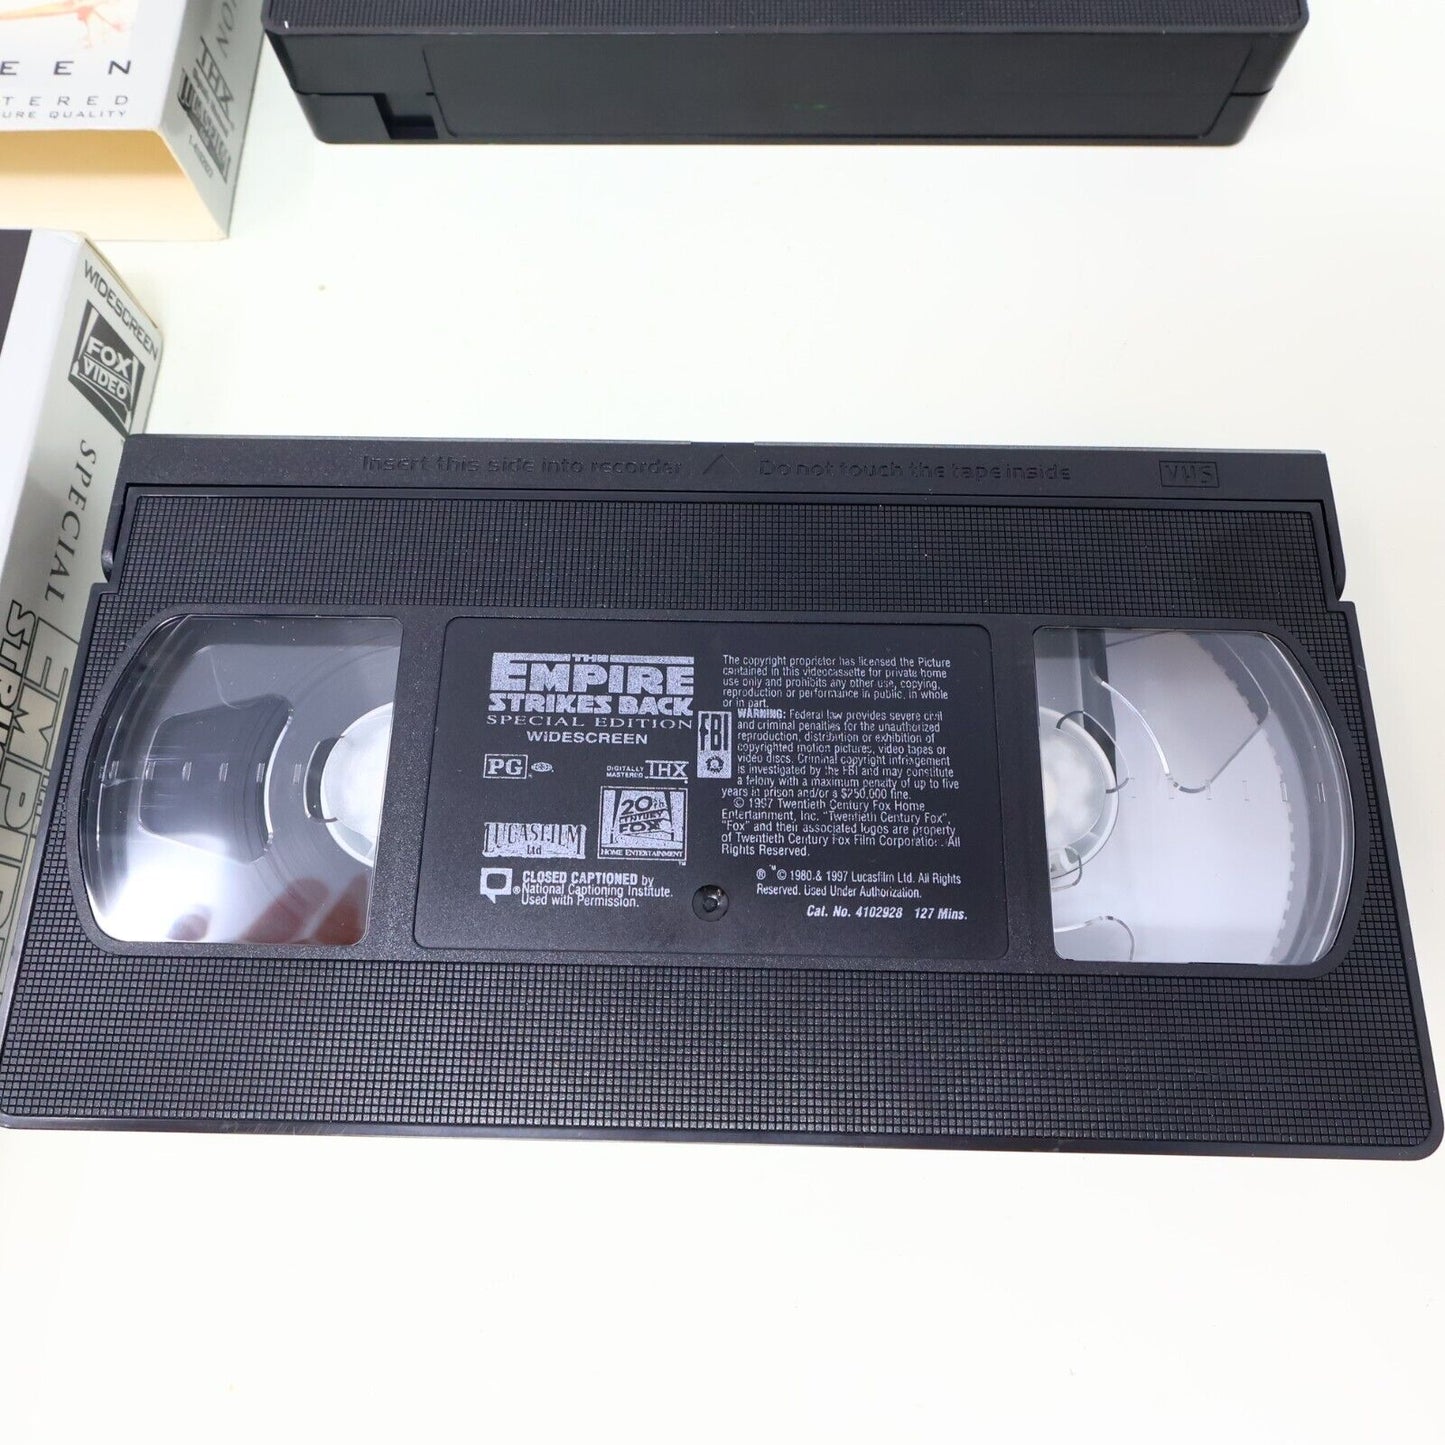 EEN
TERED
URE QUALITY
ION
THX
LUCASFILM
WIDESCREEN
FOX
VIDEO
SPECIAL
EMPIRE
Insert this side into recorder Do not touch the tape inside VHS
THE
EMPIRE
STRIKES BACK
SPECIAL EDITION
WIDESCREEN
PG
DIGITALLY
MASTERED THX
LUCASFILM
Ltd
20th
CENTURY
FOX
HOME ENTERTAINMENT
™
CLOSED CAPTIONED by
® National Captioning Institute.
Used with Permission.
The copyright proprietor has licensed the Picture
contained in this videocassette for private home
use only and prohibits any other use, copying,
reproduction or performance in public, in whole
or in part.
FBI
WARNING: Federal law provides severe civil
and criminal penalties for the unauthorized
reproduction, distribution or exhibition of
copyrighted motion pictures, video tapes or
video discs. Criminal copyright infringement
is investigated by the FBI and may constitute
a felony with a maximum penalty of up to five
years in prison and/or a $250,000 fine.
© 1997 Twentieth Century Fox Home
Entertainment, Inc. "Twentieth Century Fox",
"Fox" and their associated logos are property
of Twentieth Century Fox Film Corporation. All
Rights Reserved.
® ™ © 1980 & 1997 Lucasfilm Ltd. All Rights
Reserved. Used Under Authorization.
Cat. No. 4102928 127 Mins.